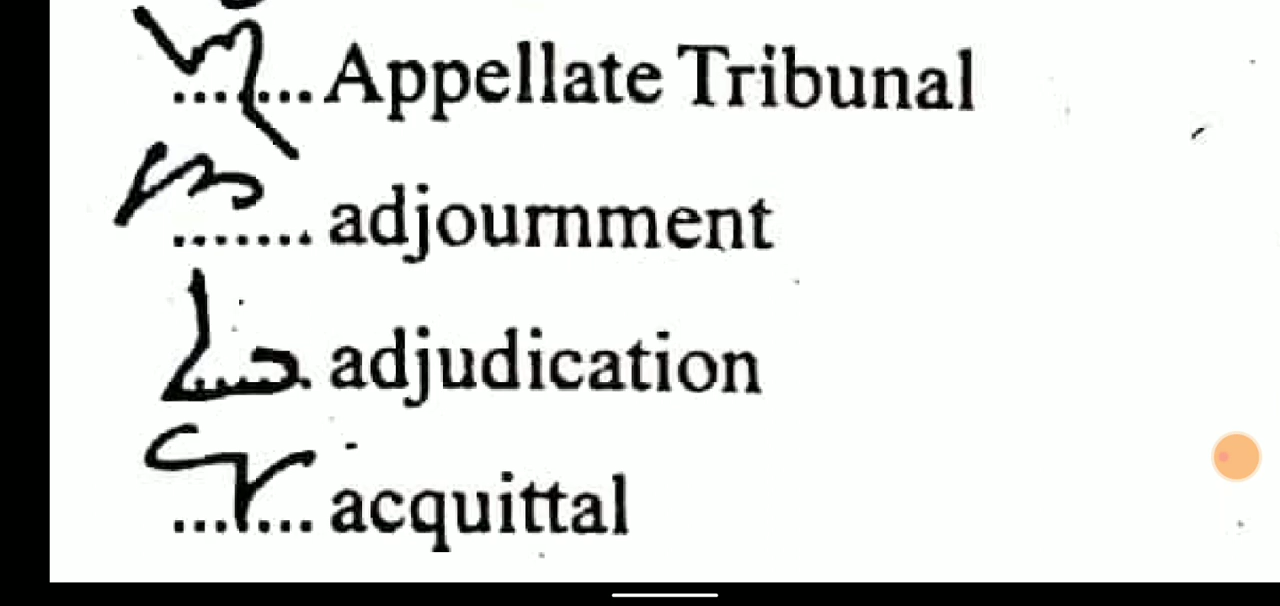 .......Appellate Tribunal
....... adjournment
....... adjudication
....... acquittal